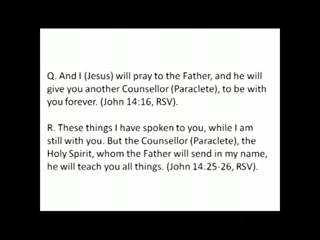 Q. And I (Jesus) will pray to the Father, and he will
give you another Counsellor (Paraclete), to be with
you forever. (John 14:16, RSV).
R. These things I have spoken to you, while I am
still with you. But the Counsellor (Paraclete), the
Holy Spirit, whom the Father will send in my name,
he will teach you all things. (John 14:25-26, RSV).